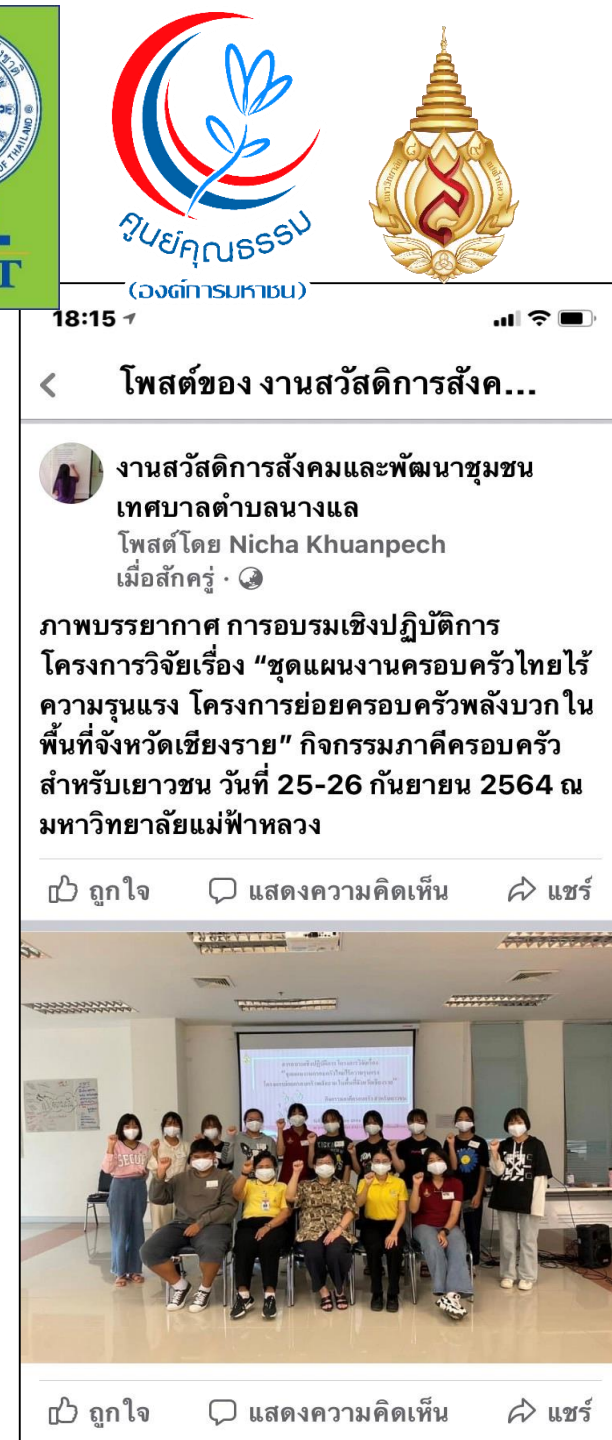 OF THAILAND
T
ศูนย์คุณธรรม
(องค์การมหาชน)
18:15
โพสต์ของ งานสวัสดิการสังค...
งานสวัสดิการสังคมและพัฒนาชุมชน
เทศบาลตำบลนางแล
โพสต์โดย Nicha Khuanpech
เมื่อสักครู่ ·
ภาพบรรยากาศ การอบรมเชิงปฏิบัติการ
โครงการวิจัยเรื่อง “ชุดแผนงานครอบครัวไทยไร้
ความรุนแรง โครงการย่อยครอบครัวพลังบวกใน
พื้นที่จังหวัดเชียงราย” กิจกรรมภาคีครอบครัว
สำหรับเยาวชน วันที่ 25-26 กันยายน 2564 ณ
มหาวิทยาลัยแม่ฟ้าหลวง
ถูกใจ แสดงความคิดเห็น แชร์
ถูกใจ แสดงความคิดเห็น แชร์